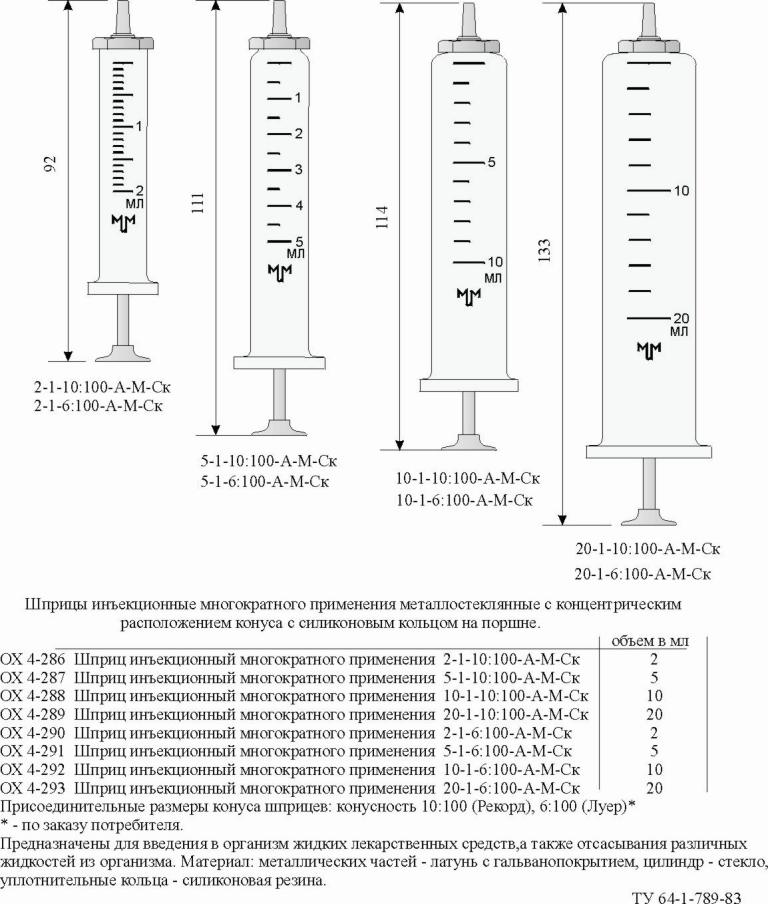 92
1
2
МЛ
ММ
2-1-10:100-А-М-Ск
2-1-6:100-А-М-Ск
111
1
2
3
4
5
МЛ
ММ
5-1-10:100-А-М-Ск
5-1-6:100-А-М-Ск
114
5
10
МЛ
ММ
10-1-10:100-А-М-Ск
10-1-6:100-А-М-Ск
133
10
20
МЛ
ММ
20-1-10:100-А-М-Ск
20-1-6:100-А-М-Ск
Шприцы инъекционные многократного применения металлостеклянные с концентрическим
расположением конуса с силиконовым кольцом на поршне.
объем в мл
ОХ 4-286 Шприц инъекционный многократного применения 2-1-10:100-А-М-Ск 2
ОХ 4-287 Шприц инъекционный многократного применения 5-1-10:100-А-М-Ск 5
ОХ 4-288 Шприц инъекционный многократного применения 10-1-10:100-А-М-Ск 10
ОХ 4-289 Шприц инъекционный многократного применения 20-1-10:100-А-М-Ск 20
ОХ 4-290 Шприц инъекционный многократного применения 2-1-6:100-А-М-Ск 2
ОХ 4-291 Шприц инъекционный многократного применения 5-1-6:100-А-М-Ск 5
ОХ 4-292 Шприц инъекционный многократного применения 10-1-6:100-А-М-Ск 10
ОХ 4-293 Шприц инъекционный многократного применения 20-1-6:100-А-М-Ск 20
Присоединительные размеры конуса шприцев: конусность 10:100 (Рекорд), 6:100 (Луер)*
* - по заказу потребителя.
Предназначены для введения в организм жидких лекарственных средств,а также отсасывания различных
жидкостей из организма. Материал: металлических частей - латунь с гальванопокрытием, цилиндр - стекло,
уплотнительные кольца - силиконовая резина.
ТУ 64-1-789-83